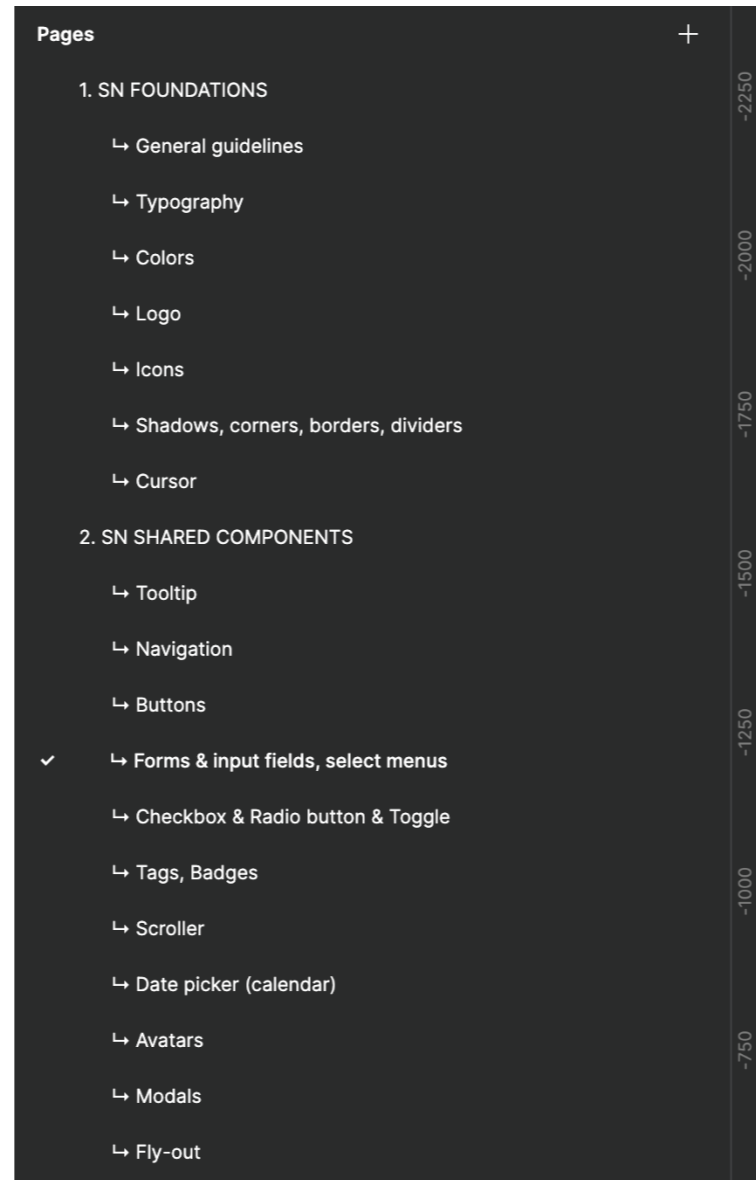 Pages
1. SN FOUNDATIONS
↳ General guidelines
↳ Typography
↳ Colors
↳ Logo
↳ Icons
↳ Shadows, corners, borders, dividers
↳ Cursor
2. SN SHARED COMPONENTS
↳ Tooltip
↳ Navigation
↳ Buttons
↳ Forms & input fields, select menus
↳ Checkbox & Radio button & Toggle
↳ Tags, Badges
↳ Scroller
↳ Date picker (calendar)
↳ Avatars
↳ Modals
↳ Fly-out
-2250
-2000
-1750
-1500
-1250
-1000
-750